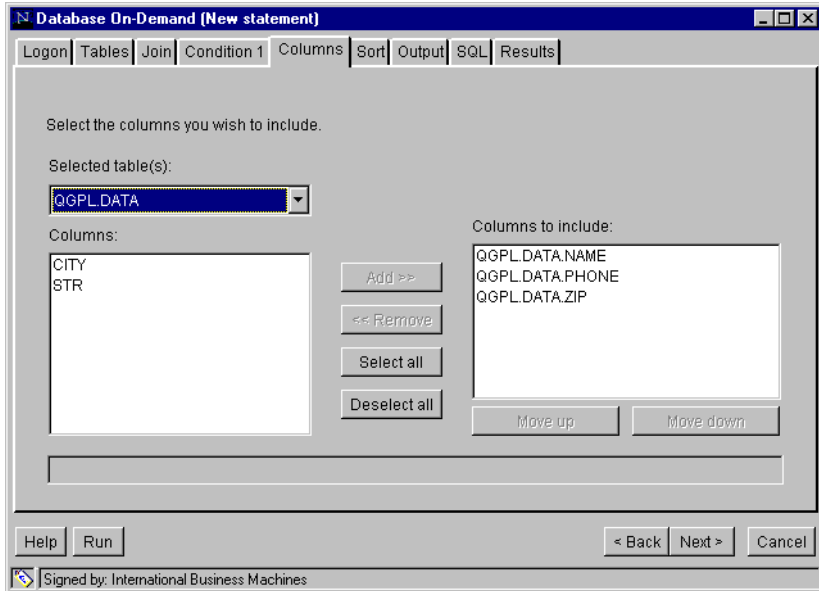 Database On-Demand (New statement)
Logon Tables Join Condition 1 Columns Sort Output SQL Results
Select the columns you wish to include.
Selected table(s):
QGPL.DATA
Columns:
CITY
STR
Add >>
<< Remove
Select all
Deselect all
Columns to include:
QGPL.DATA.NAME
QGPL.DATA.PHONE
QGPL.DATA.ZIP
Move up Move down
Help Run < Back Next > Cancel
Signed by: International Business Machines